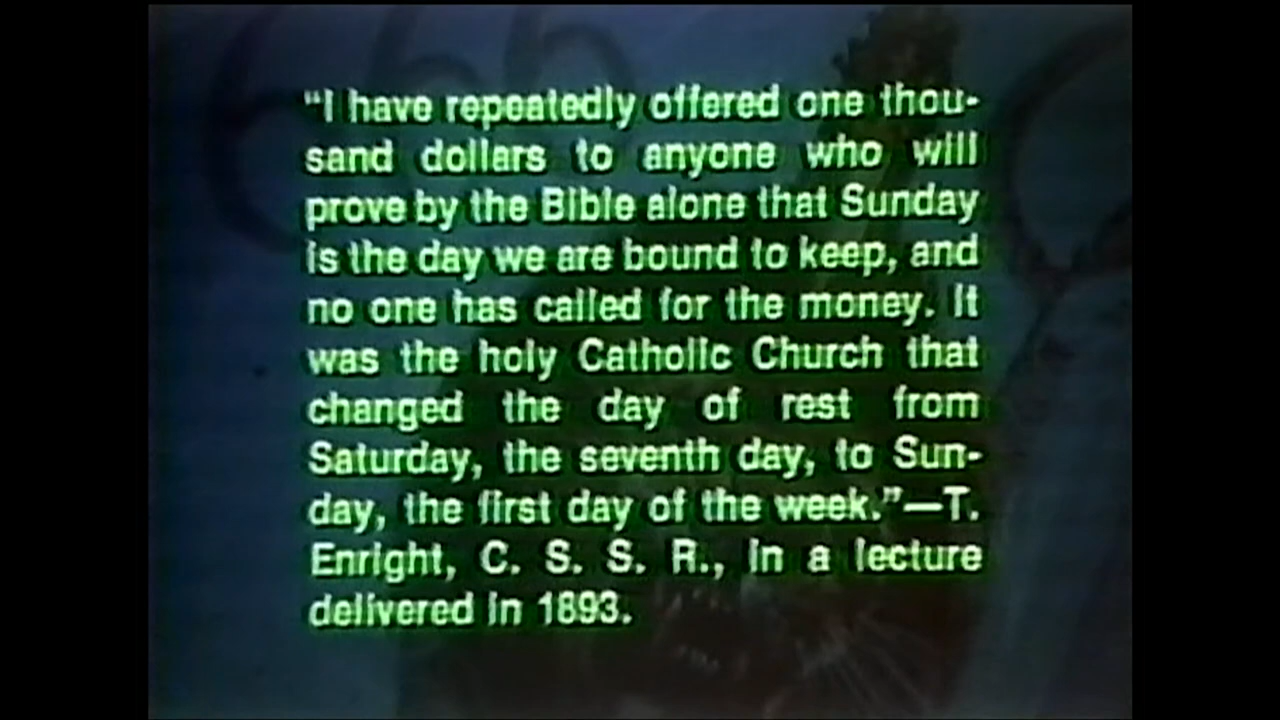 "I have repeatedly offered one thou-
sand dollars to anyone who will
prove by the Bible alone that Sunday
is the day we are bound to keep, and
no one has called for the money. It
was the holy Catholic Church that
changed the day of rest from
Saturday, the seventh day, to Sun-
day, the first day of the week."—T.
Enright, C. S. S. R., in a lecture
delivered in 1893.